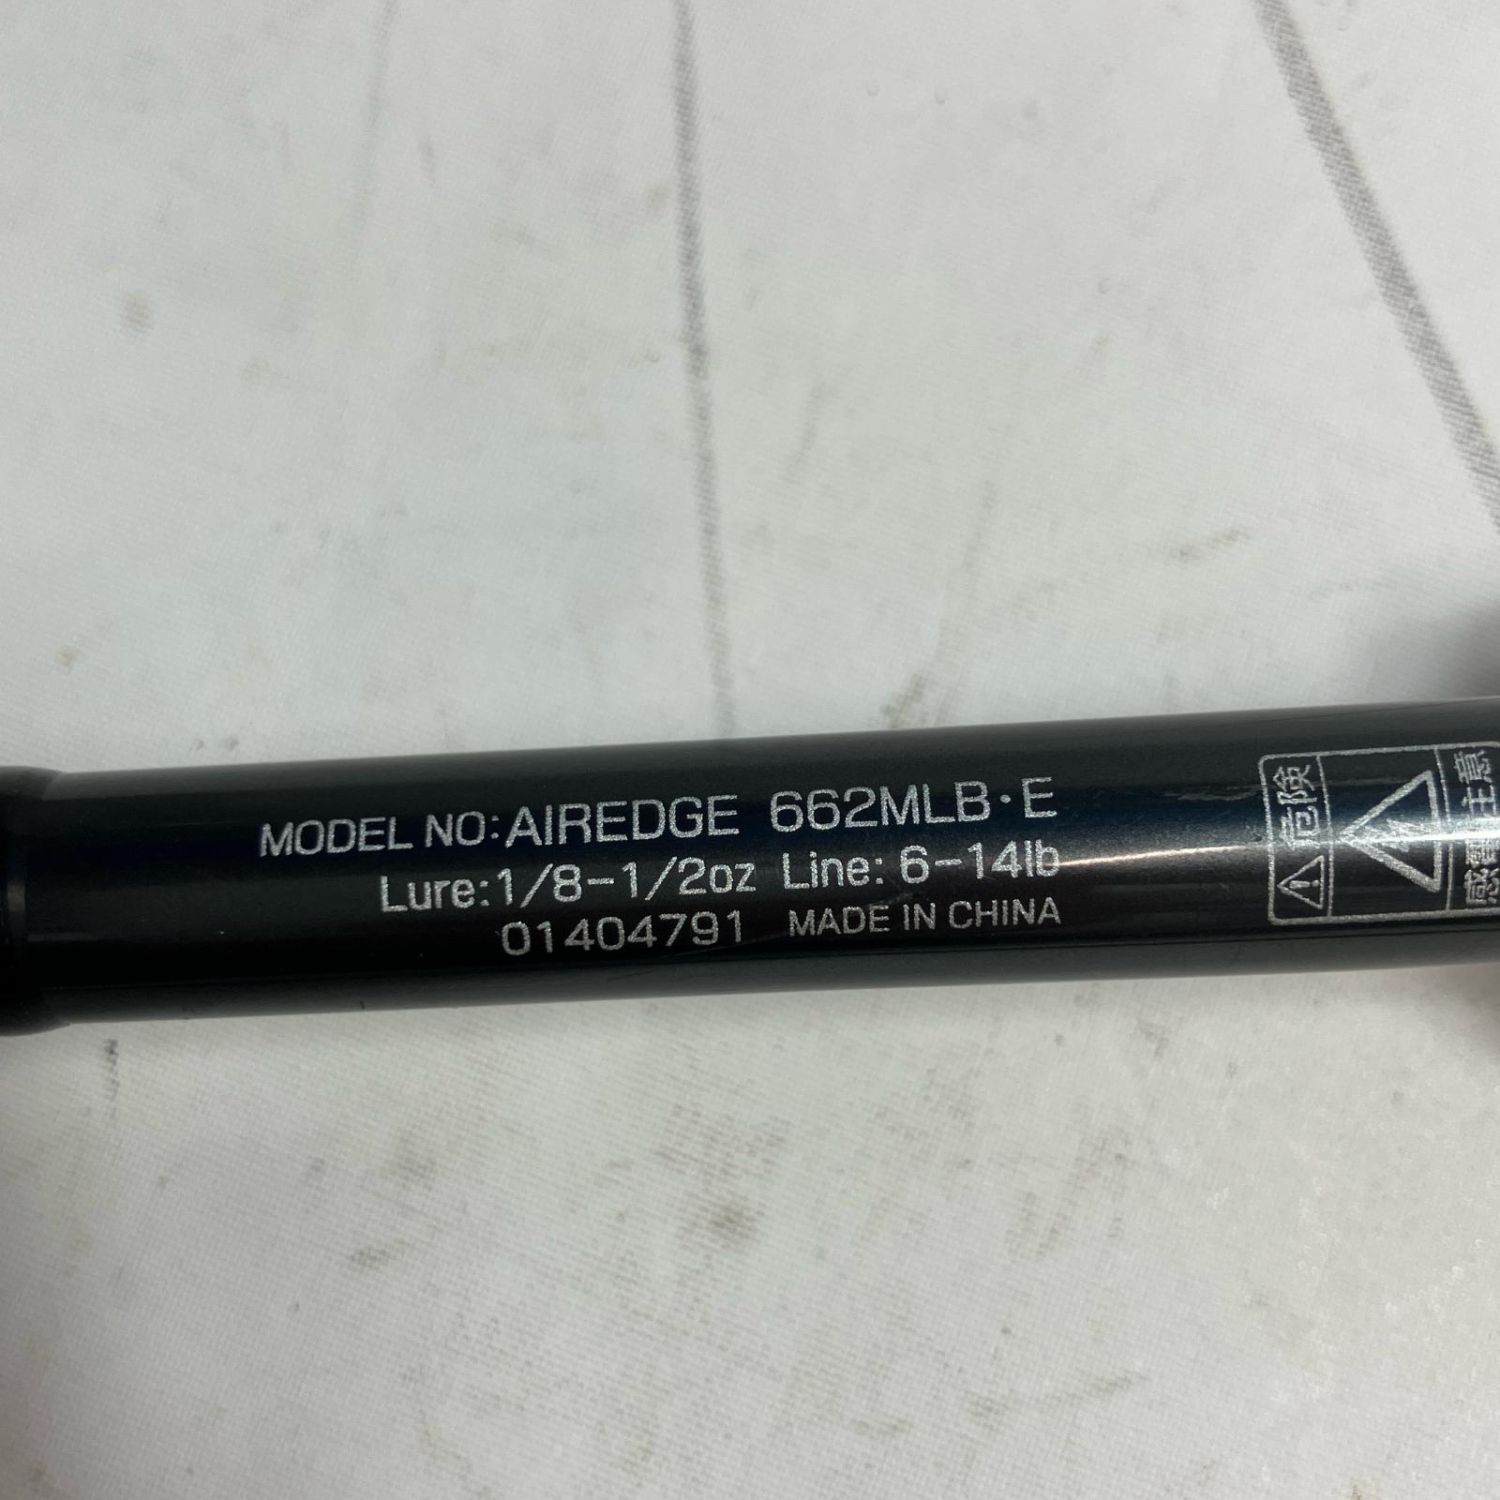 MODEL NO:AIREDGE 662MLB·E
Lure:1/8-1/2oz Line: 6-14lb
01404791 MADE IN CHINA
危険
感電注意